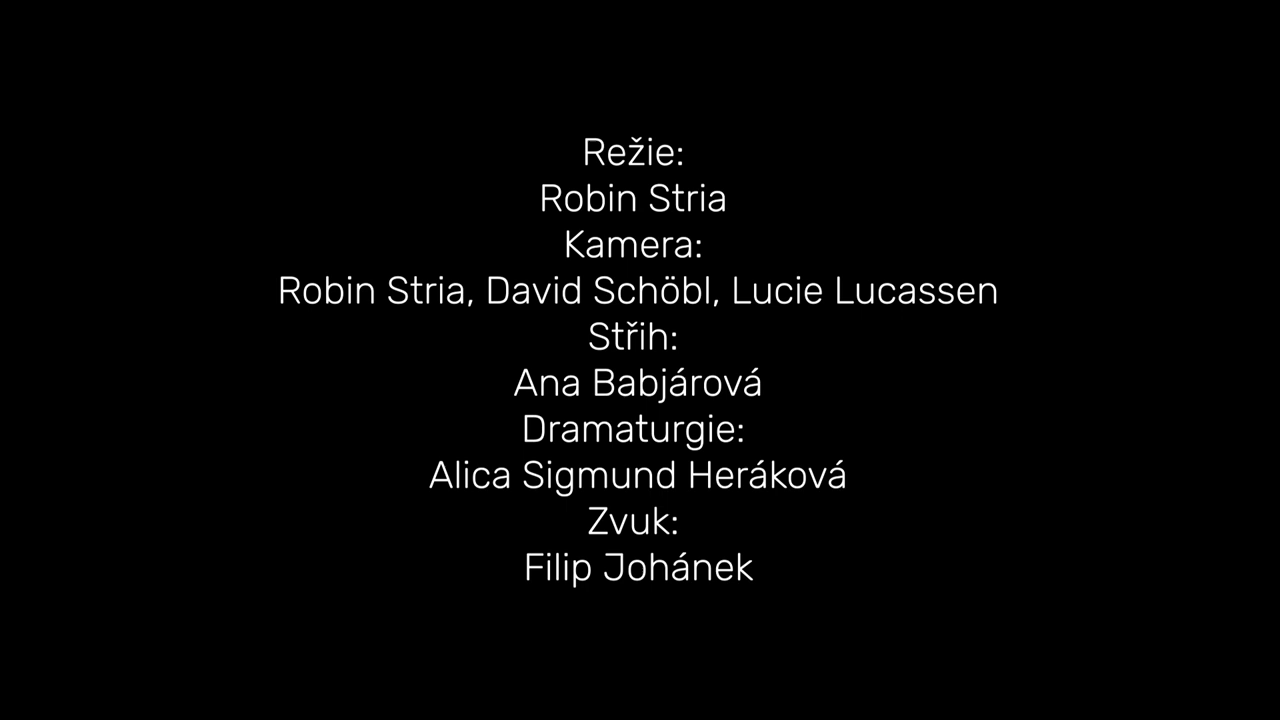 Režie:
Robin Stria
Kamera:
Robin Stria, David Schöbl, Lucie Lucassen
Střih:
Ana Babjárová
Dramaturgie:
Alica Sigmund Heráková
Zvuk:
Filip Johánek